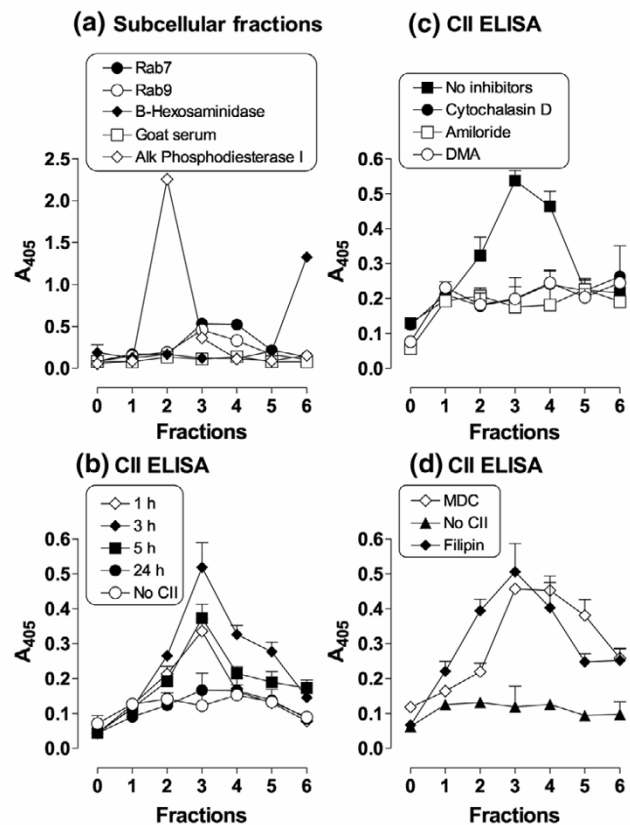 (a) Subcellular fractions
Rab7
Rab9
B-Hexosaminidase
Goat serum
Alk Phosphodiesterase I
2.5
2.0
1.5
1.0
0.5
0.0
A405
0 1 2 3 4 5 6
Fractions
(c) CII ELISA
No inhibitors
Cytochalasin D
Amiloride
DMA
0.6
0.5
0.4
0.3
0.2
0.1
0.0
A405
0 1 2 3 4 5 6
Fractions
(b) CII ELISA
1 h
3 h
5 h
24 h
No CII
0.6
0.5
0.4
0.3
0.2
0.1
0.0
A405
0 1 2 3 4 5 6
Fractions
(d) CII ELISA
MDC
No CII
Filipin
0.6
0.5
0.4
0.3
0.2
0.1
0.0
A405
0 1 2 3 4 5 6
Fractions